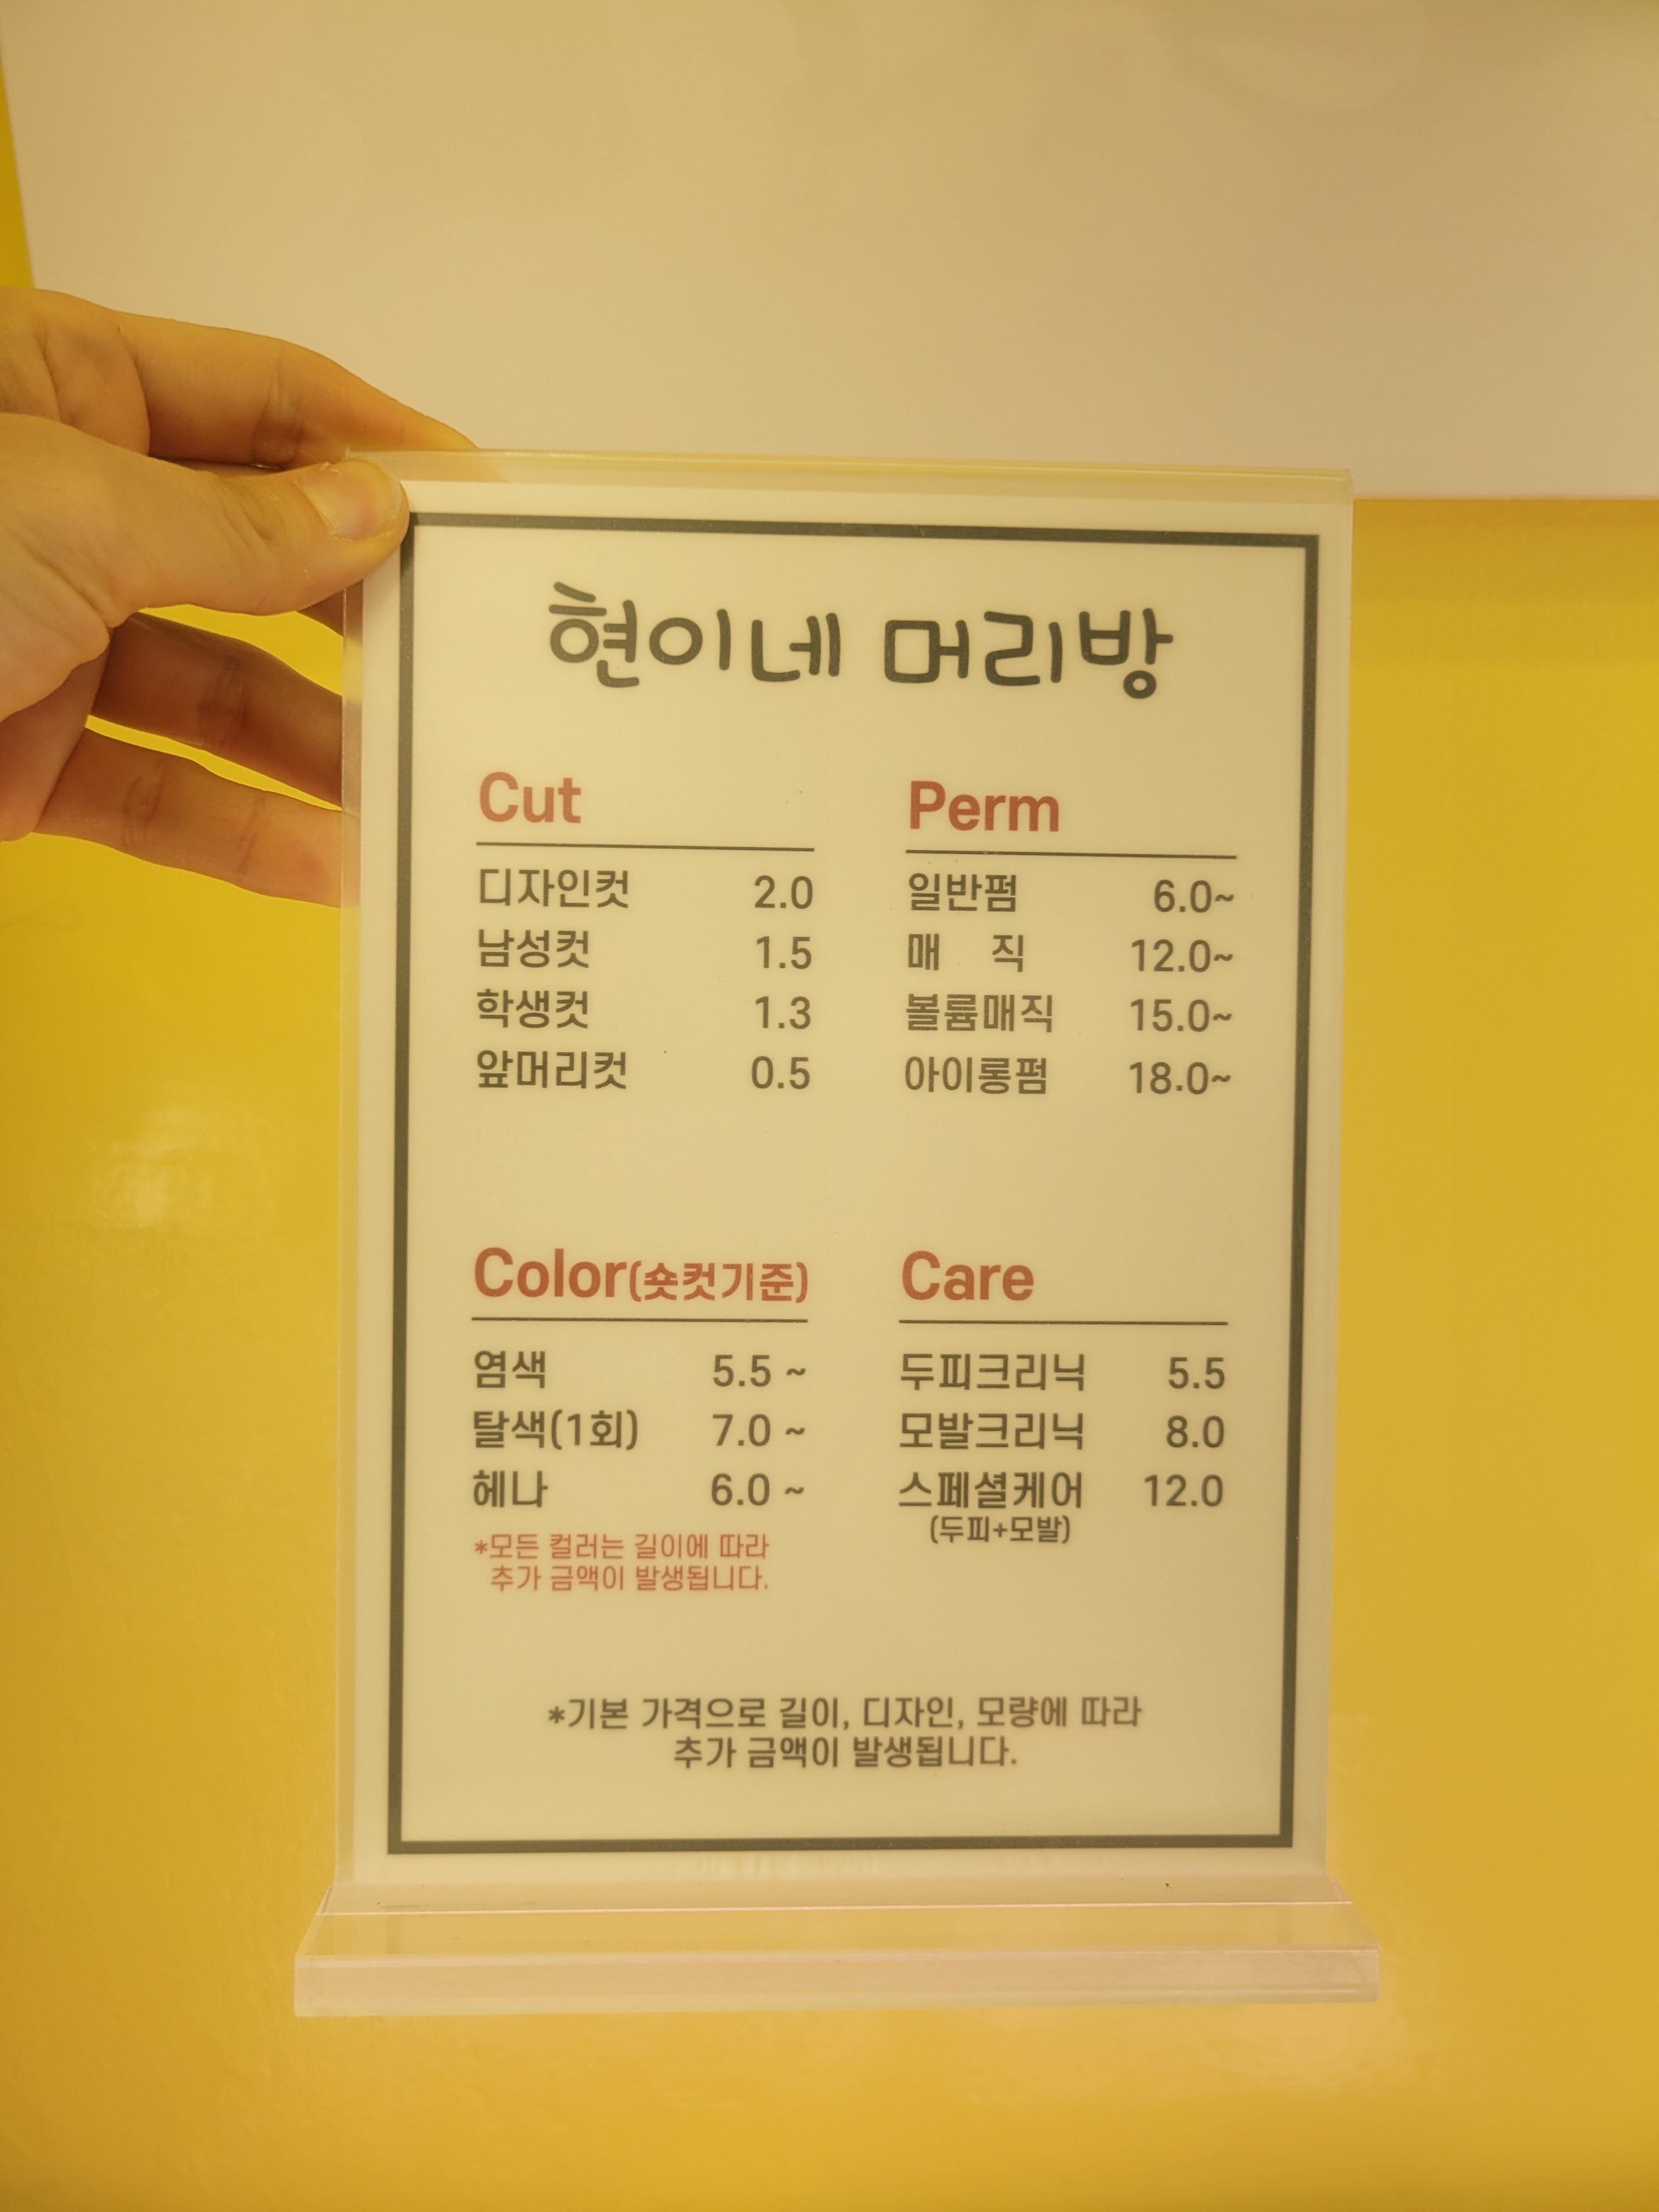 현이네 머리방
Cut
디자인컷 2.0
남성컷 1.5
학생컷 1.3
앞머리컷 0.5
Perm
일반펌 6.0~
매 직 12.0~
볼륨매직 15.0~
아이롱펌 18.0~
Color(숏컷기준)
염색 5.5 ~
탈색(1회) 7.0 ~
헤나 6.0 ~
*모든 컬러는 길이에 따라
추가 금액이 발생됩니다.
Care
두피크리닉 5.5
모발크리닉 8.0
스페셜케어 12.0
(두피+모발)
*기본 가격으로 길이, 디자인, 모량에 따라
추가 금액이 발생됩니다.